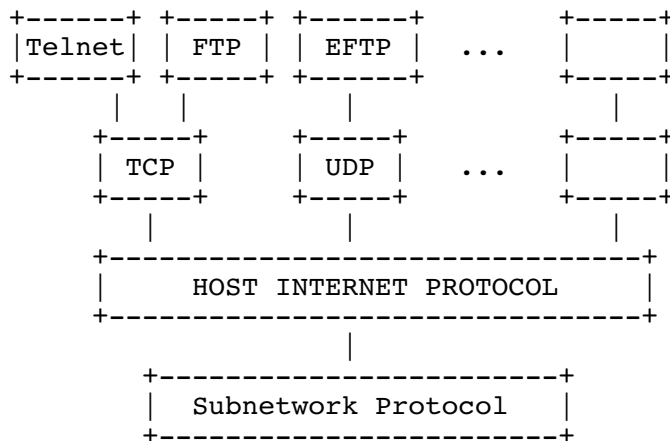 Telnet FTP EFTP ...
TCP UDP ...
HOST INTERNET PROTOCOL
Subnetwork Protocol